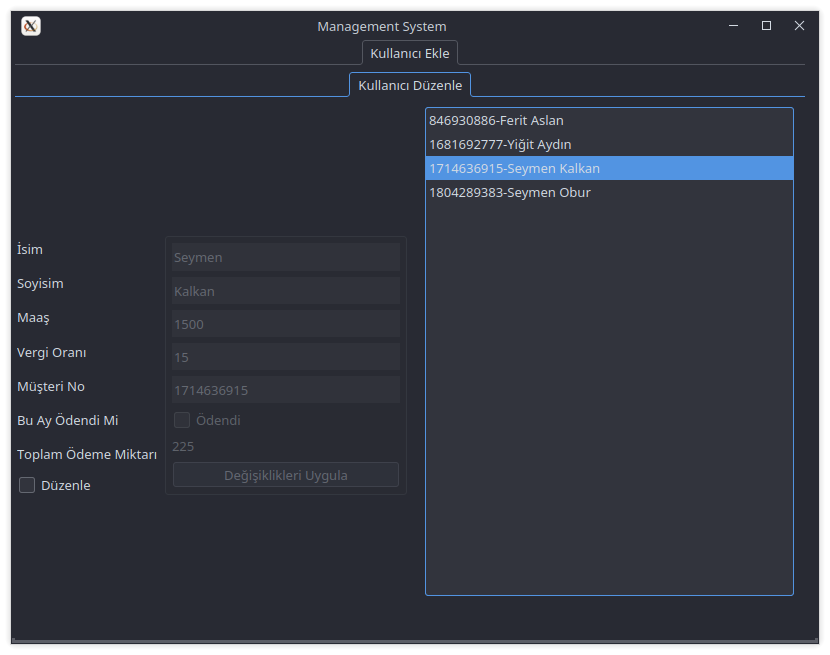 Management System
Kullanıcı Ekle
Kullanıcı Düzenle
846930886-Ferit Aslan
1681692777-Yiğit Aydın
1714636915-Seymen Kalkan
1804289383-Seymen Obur
İsim
Seymen
Soyisim
Kalkan
Maaş
1500
Vergi Oranı
15
Müşteri No
1714636915
Bu Ay Ödendi Mi
Ödendi
Toplam Ödeme Miktarı
225
Değişiklikleri Uygula
Düzenle